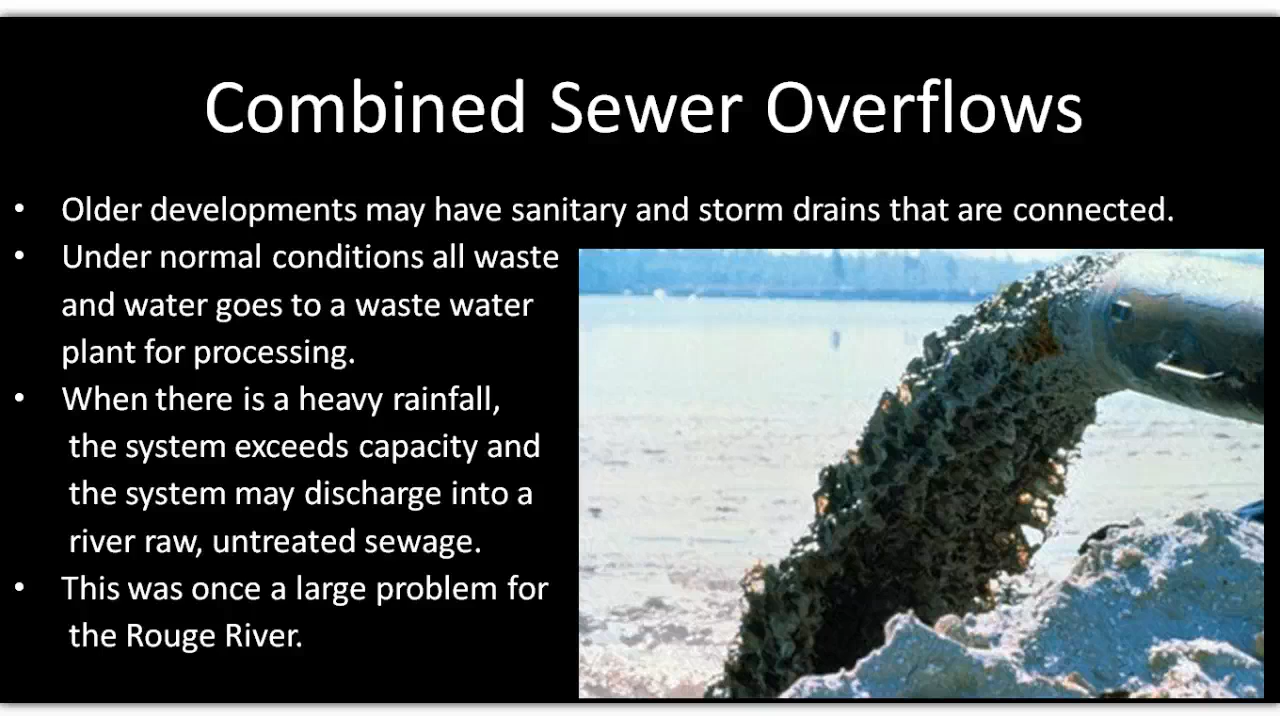 Combined Sewer Overflows
• Older developments may have sanitary and storm drains that are connected.
• Under normal conditions all waste
and water goes to a waste water
plant for processing.
• When there is a heavy rainfall,
the system exceeds capacity and
the system may discharge into a
river raw, untreated sewage.
• This was once a large problem for
the Rouge River.